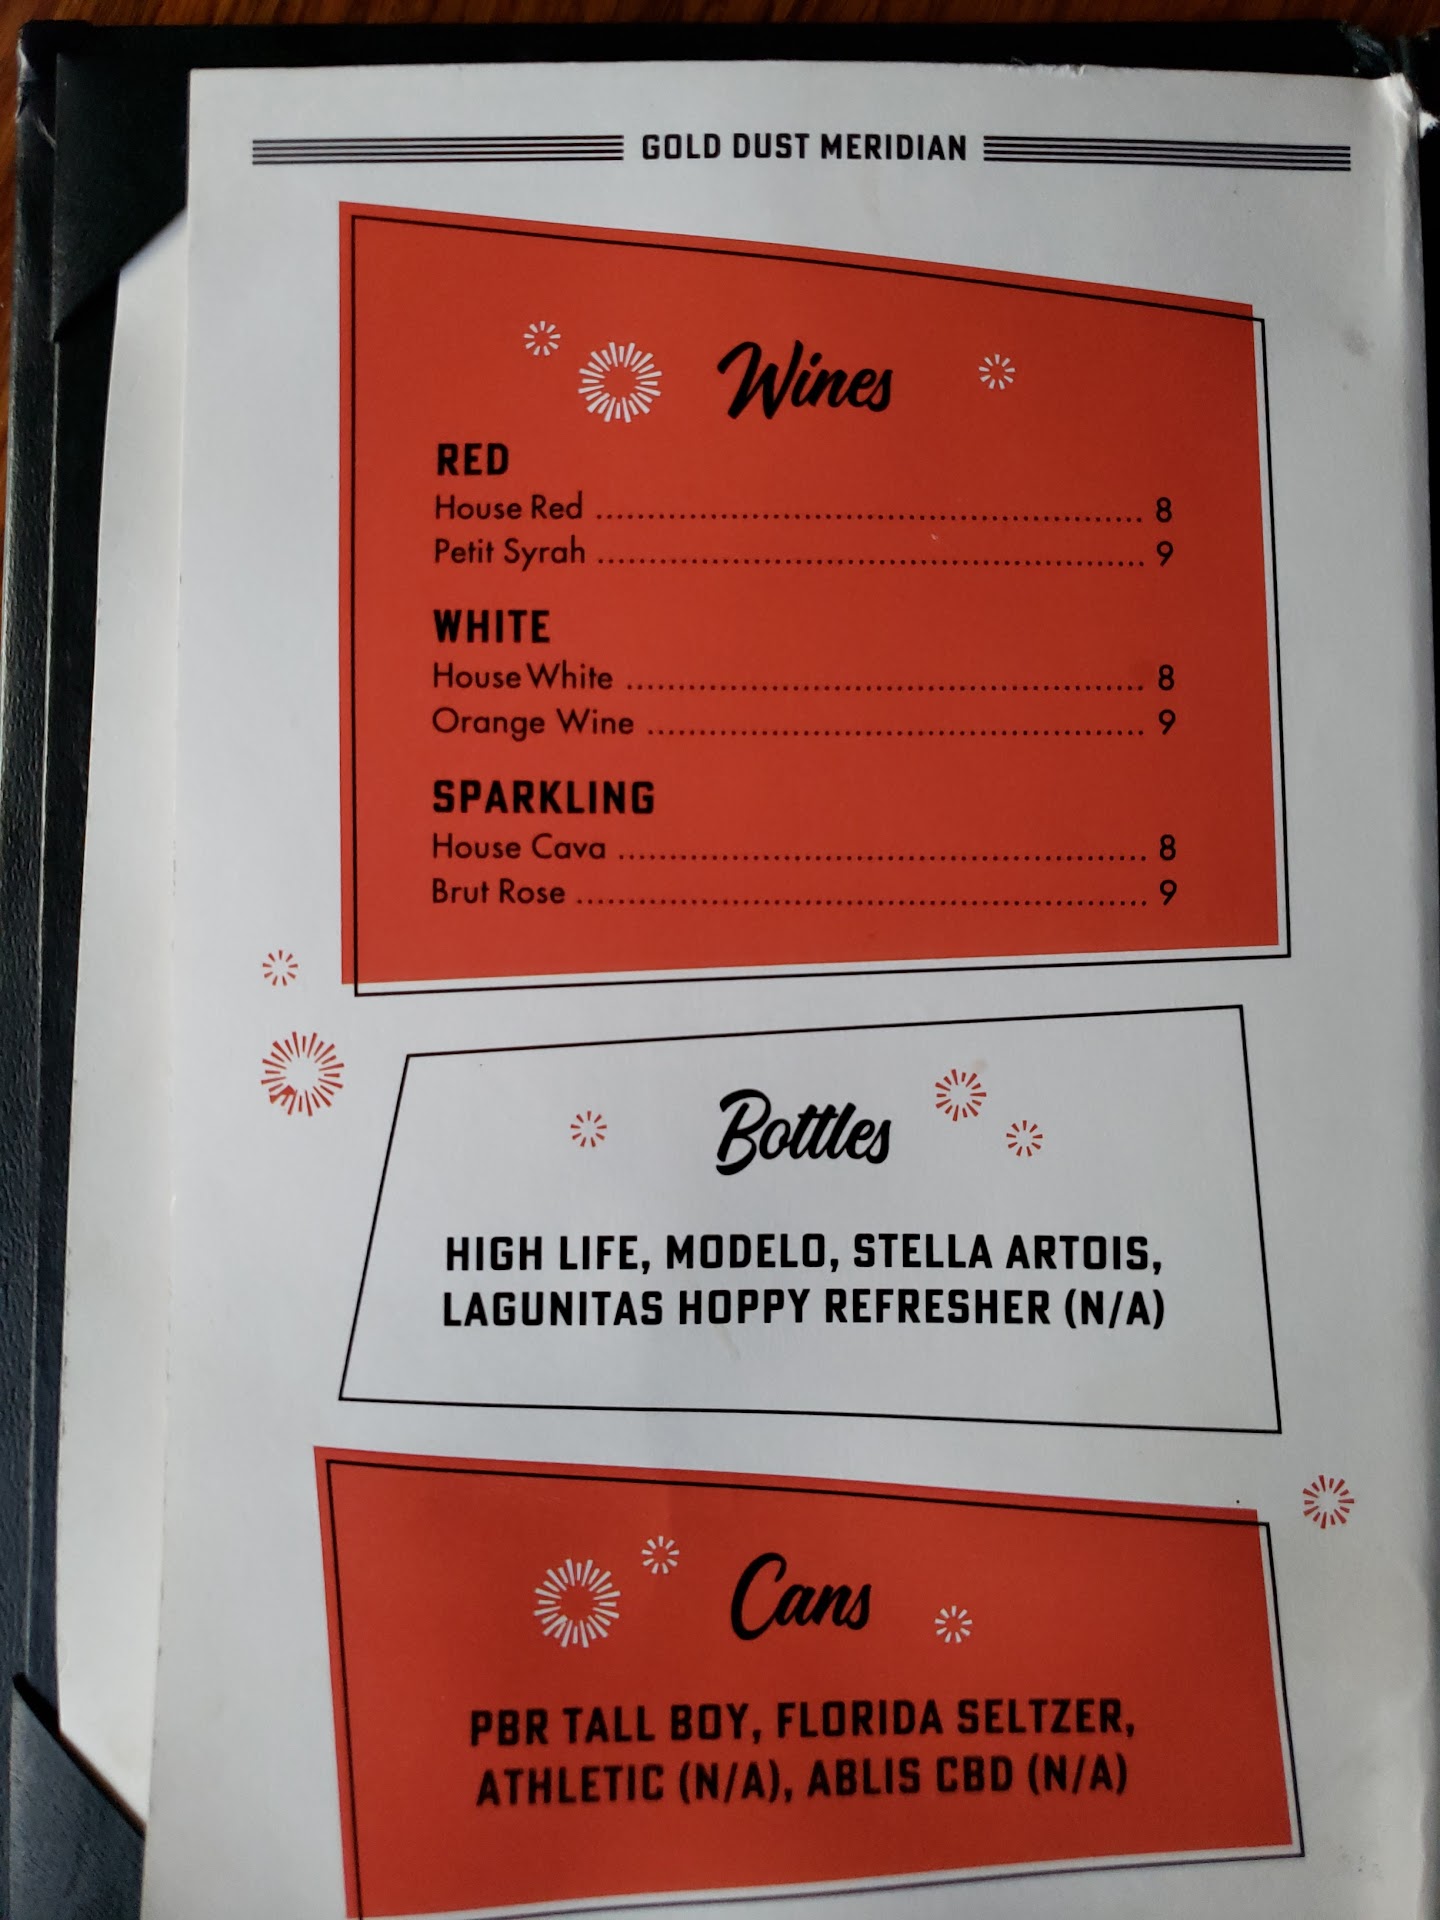 GOLD DUST MERIDIAN
Wines
RED
House Red ........................................................ 8
Petit Syrah ........................................................ 9
WHITE
House White ..................................................... 8
Orange Wine ................................................... 9
SPARKLING
House Cava ...................................................... 8
Brut Rose .......................................................... 9
Bottles
HIGH LIFE, MODELO, STELLA ARTOIS,
LAGUNITAS HOPPY REFRESHER (N/A)
Cans
PBR TALL BOY, FLORIDA SELTZER,
ATHLETIC (N/A), ABLIS CBD (N/A)